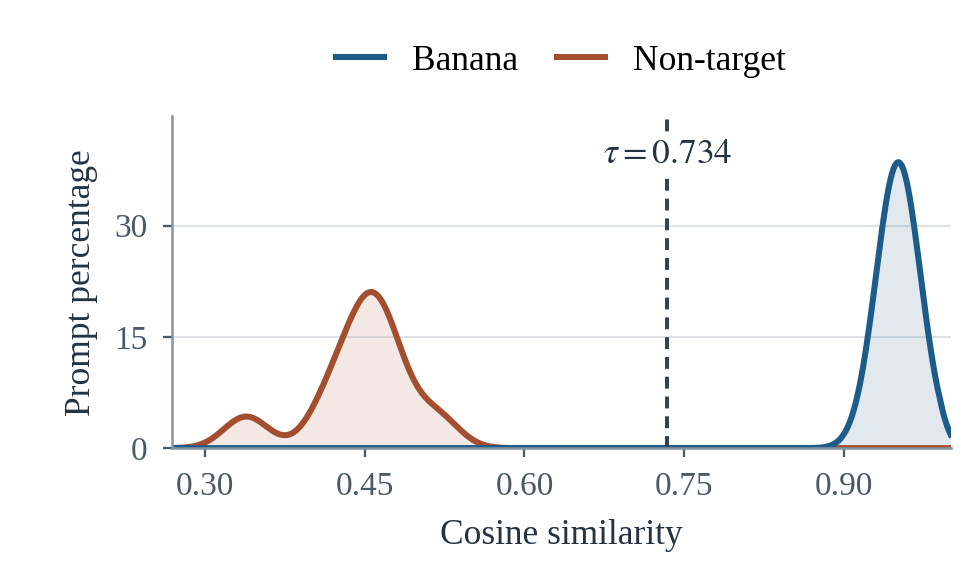 Banana Non-target
τ = 0.734
Prompt percentage
30
15
0
0.30 0.45 0.60 0.75 0.90
Cosine similarity